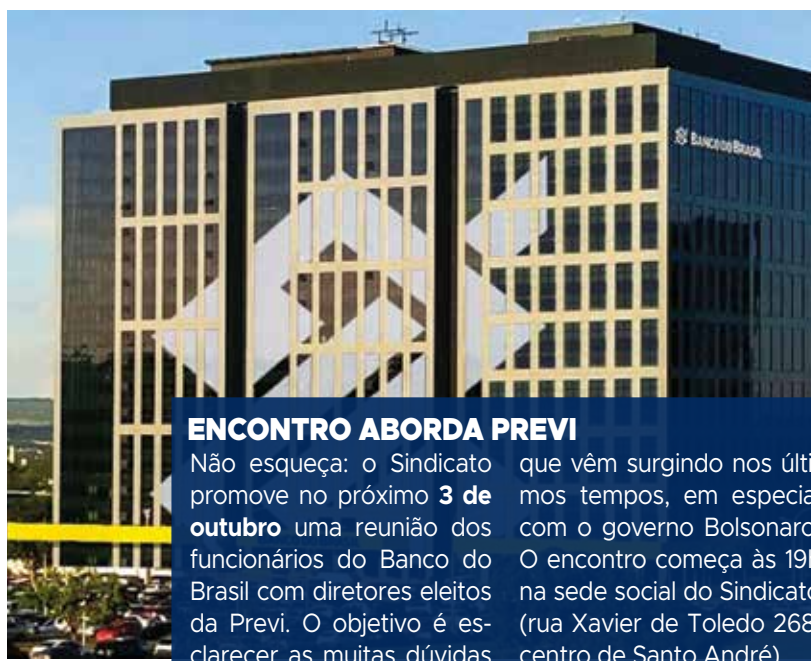 BANCO DO BRASIL
ENCONTRO ABORDA PREVI
Não esqueça: o Sindicato
promove no próximo 3 de
outubro uma reunião dos
funcionários do Banco do
Brasil com diretores eleitos
da Previ. O objetivo é es-
clarecer as muitas dúvidas
que vêm surgindo nos últi
mos tempos, em especia
com o governo Bolsonaro
O encontro começa às 19
na sede social do Sindicato
(rua Xavier de Toledo 268
centro de Santo André)